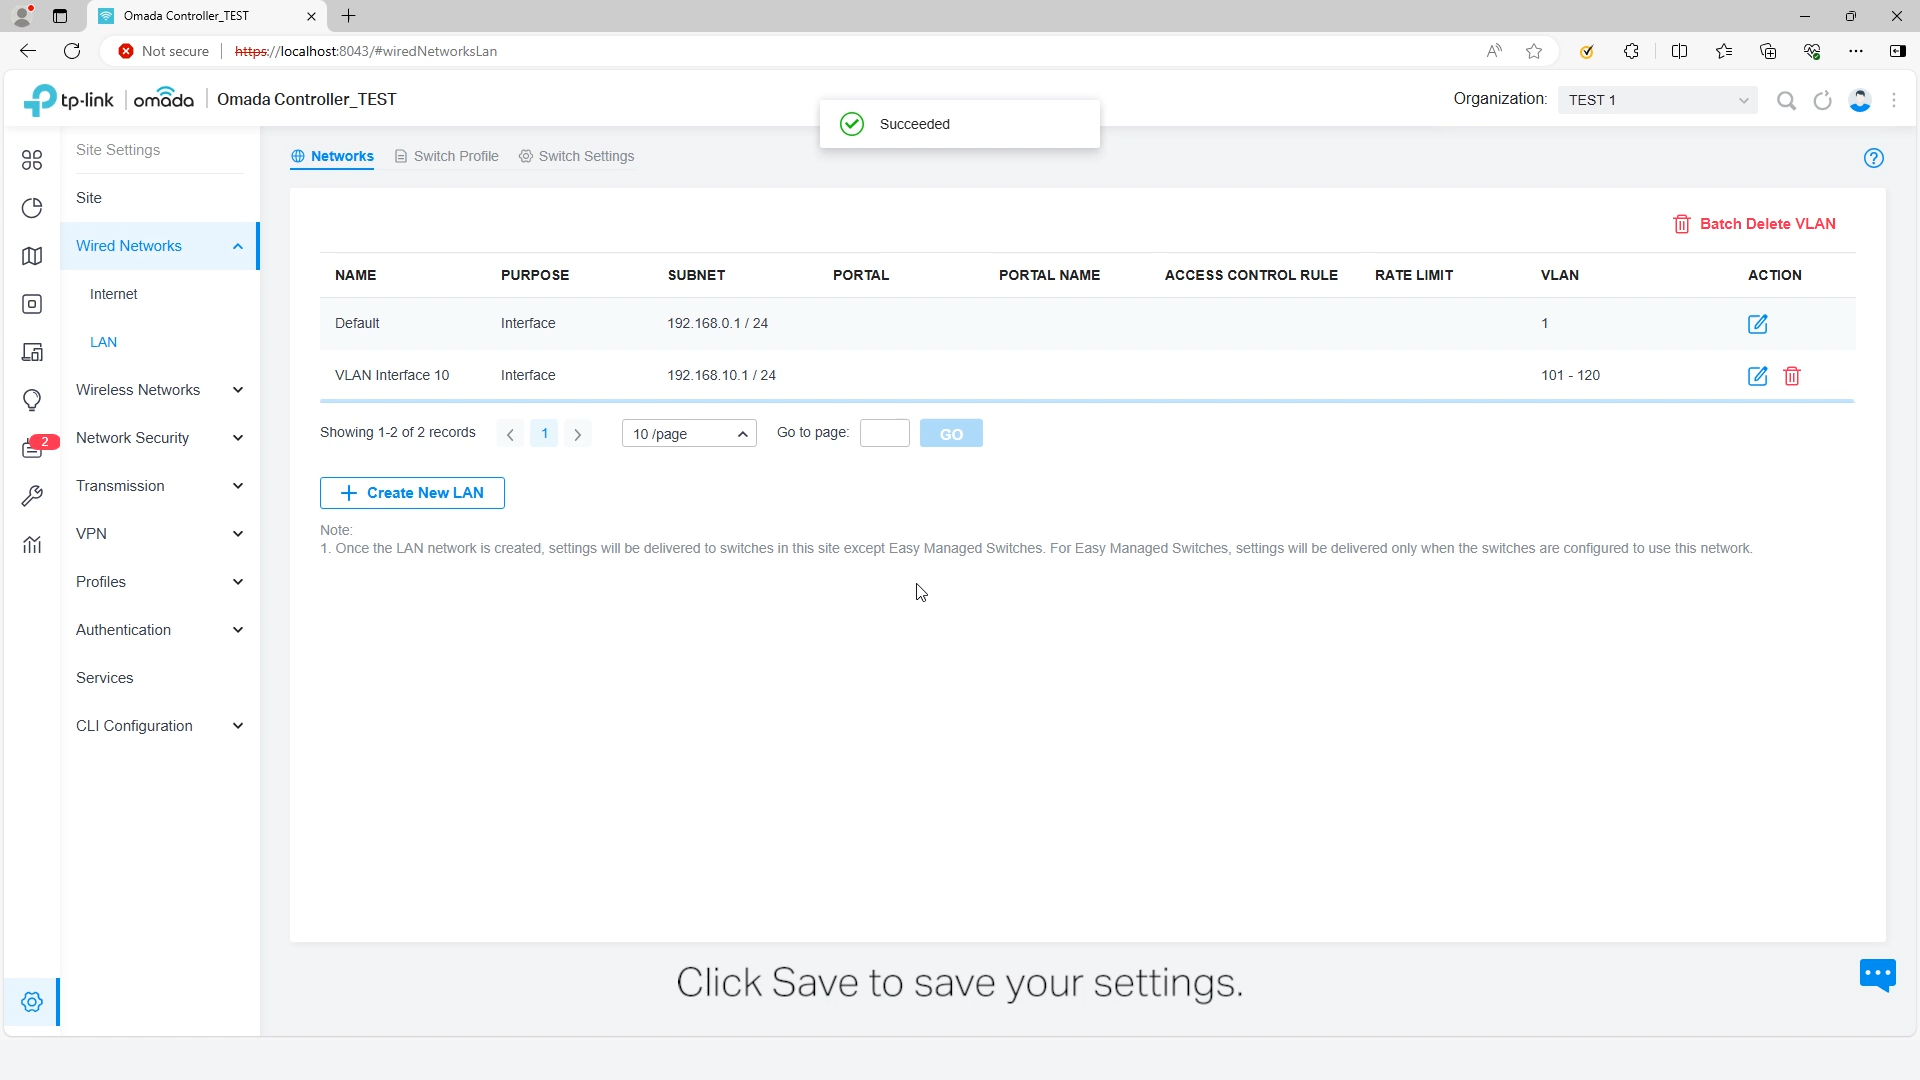 Omada Controller_TEST
Not secure
https://localhost:8043/#wiredNetworksLan
tp-link
omada
Omada Controller_TEST
Organization:
TEST 1
Succeeded
Site Settings
Networks
Switch Profile
Switch Settings
Site
Batch Delete VLAN
Wired Networks
NAME PURPOSE SUBNET PORTAL PORTAL NAME ACCESS CONTROL RULE RATE LIMIT VLAN ACTION
Internet
Default Interface 192.168.0.1 / 24 1
LAN
VLAN Interface 10 Interface 192.168.10.1 / 24 101 - 120
Wireless Networks
Showing 1-2 of 2 records
1
10 /page
Go to page:
GO
2
Network Security
Transmission
Create New LAN
Note:
VPN
1. Once the LAN network is created, settings will be delivered to switches in this site except Easy Managed Switches. For Easy Managed Switches, settings will be delivered only when the switches are configured to use this network.
Profiles
Authentication
Services
CLI Configuration
Click Save to save your settings.